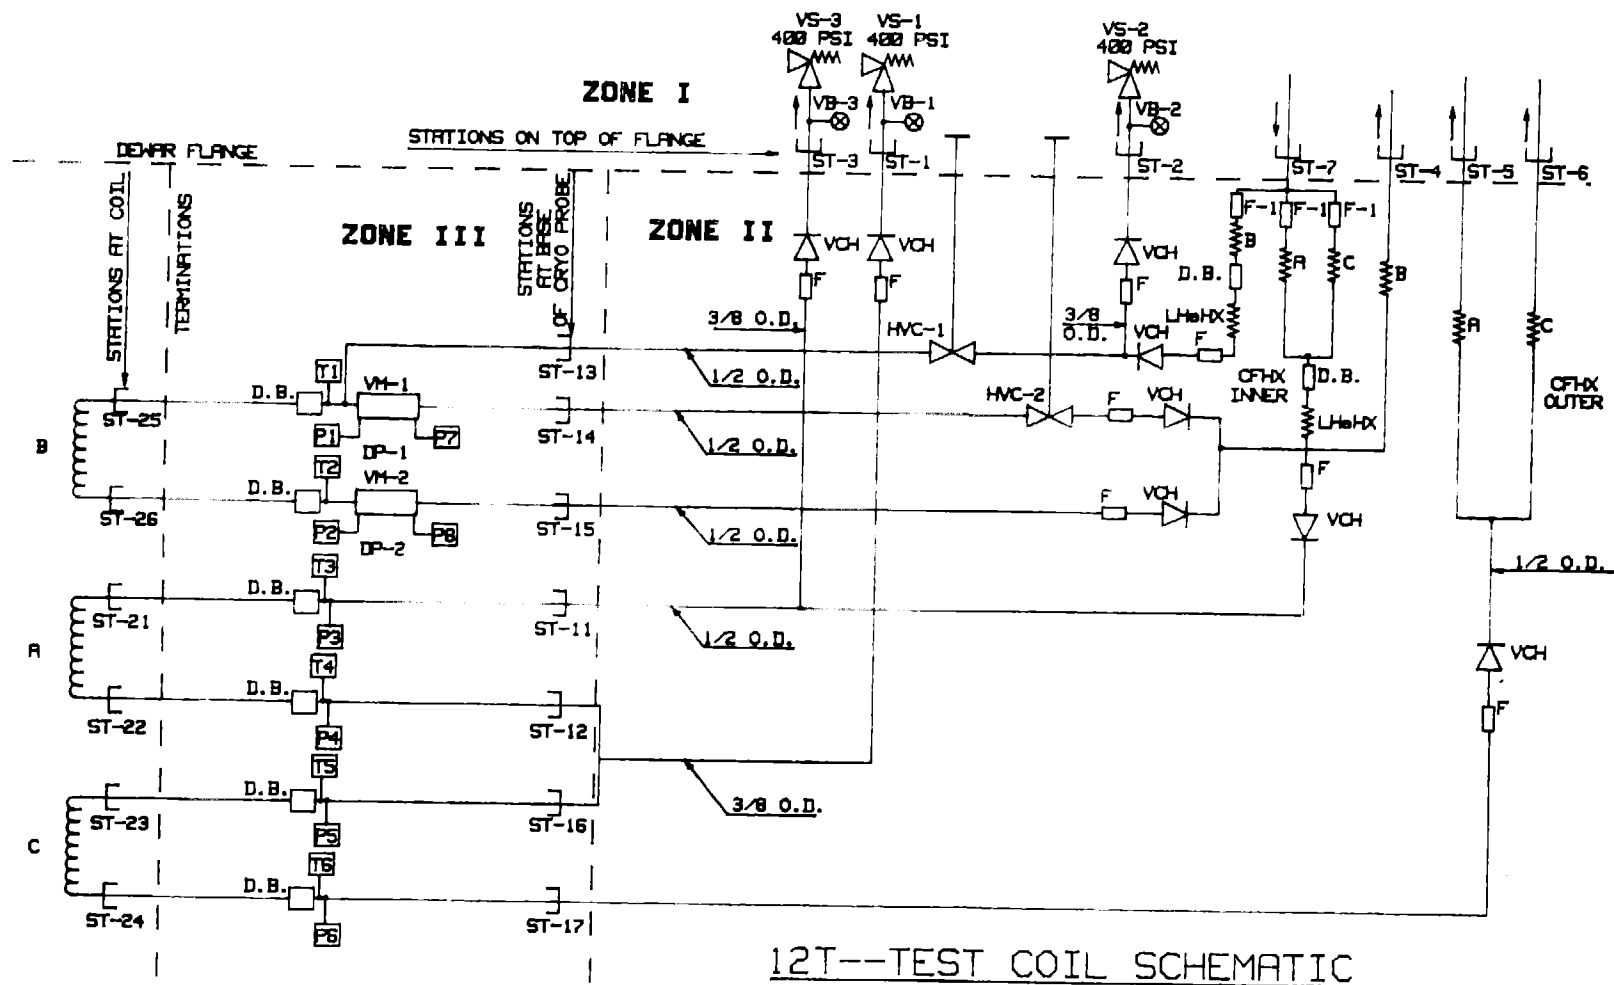 VS-3
400 PSI
VS-1
400 PSI
VS-2
400 PSI
ZONE I
VB-3
VB-1
VB-2
STATIONS ON TOP OF FLANGE
DEWAR FLANGE
ST-3
ST-1
ST-2
ST-7
ST-4
ST-5
ST-6
STATIONS AT COIL
TERMINATIONS
ZONE III
STATIONS
AT BASE
OF CRYO PROBE
ZONE II
VCH
VCH
VCH
F-1
F-1
F-1
B
A
C
B
D.B.
F
F
F
3/8 O.D.
HVC-1
3/8
O.D.
LHeHX
VCH
F
A
C
T1
VM-1
ST-13
1/2 O.D.
CFHX
INNER
D.B.
CFHX
OUTER
D.B.
HVC-2
F
VCH
LHeHX
ST-25
P1
P7
ST-14
DP-1
1/2 O.D.
B
T2
VM-2
D.B.
F
VCH
F
ST-26
P2
P8
ST-15
VCH
DP-2
1/2 O.D.
T3
1/2 O.D.
D.B.
ST-21
P3
ST-11
1/2 O.D.
A
T4
VCH
D.B.
ST-22
P4
ST-12
F
T5
D.B.
3/8 O.D.
ST-23
P5
ST-16
C
T6
D.B.
ST-24
P6
ST-17
12T--TEST COIL SCHEMATIC